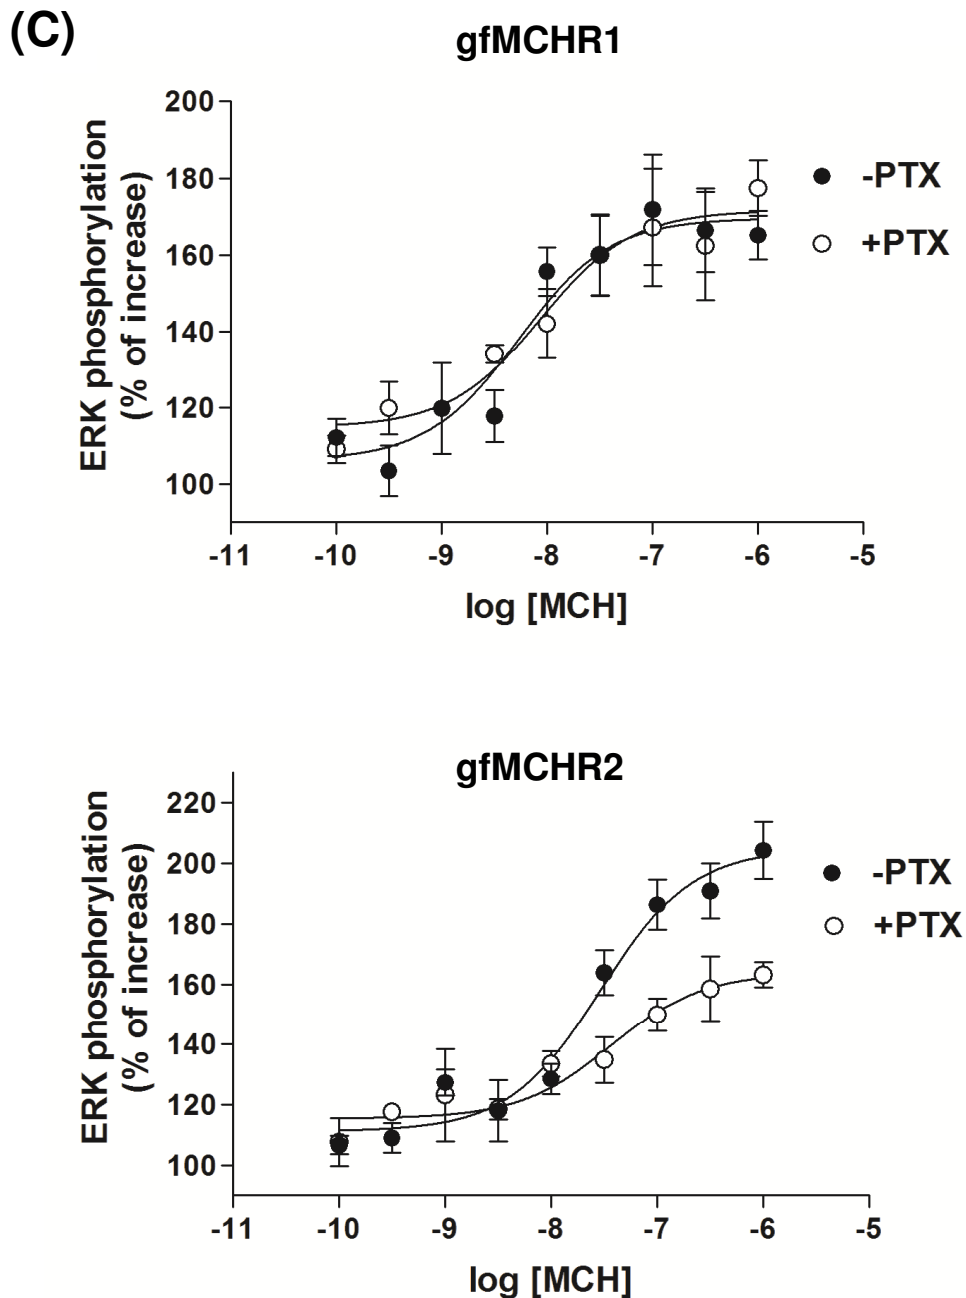 (C)
gfMCHR1
ERK phosphorylation
(% of increase)
200
180
160
140
120
100
-PTX
+PTX
-11 -10 -9 -8 -7 -6 -5
log [MCH]
gfMCHR2
ERK phosphorylation
(% of increase)
220
200
180
160
140
120
100
-PTX
+PTX
-11 -10 -9 -8 -7 -6 -5
log [MCH]